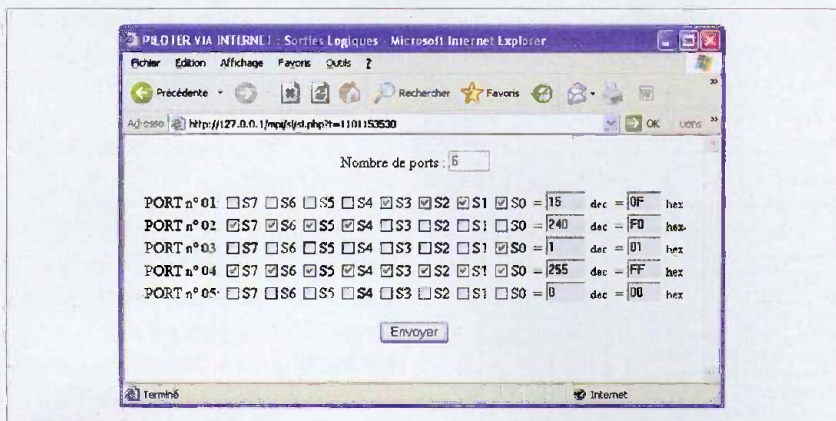 PILOTER VIA INTERNET : Sorties Logiques - Microsoft Internet Explorer
Fichier Edition Affichage Favoris Outils ?
Précédente Rechercher Favoris
Adresse http://127.0.0.1/mpi/sl/sl.php?t=1101153530 OK Liens »
Nombre de ports : 5
PORT n° 01: S7 S6 S5 S4 S3 S2 S1 S0 = 15 dec = 0F hex
PORT n° 02 S7 S6 S5 S4 S3 S2 S1 S0 = 240 dec = F0 hex
PORT n° 03 S7 S6 S5 S4 S3 S2 S1 S0 = 1 dec = 01 hex
PORT n° 04 S7 S6 S5 S4 S3 S2 S1 S0 = 255 dec = FF hex
PORT n° 05: S7 S6 S5 S4 S3 S2 S1 S0 = 0 dec = 00 hex
Envoyer
Terminé Internet